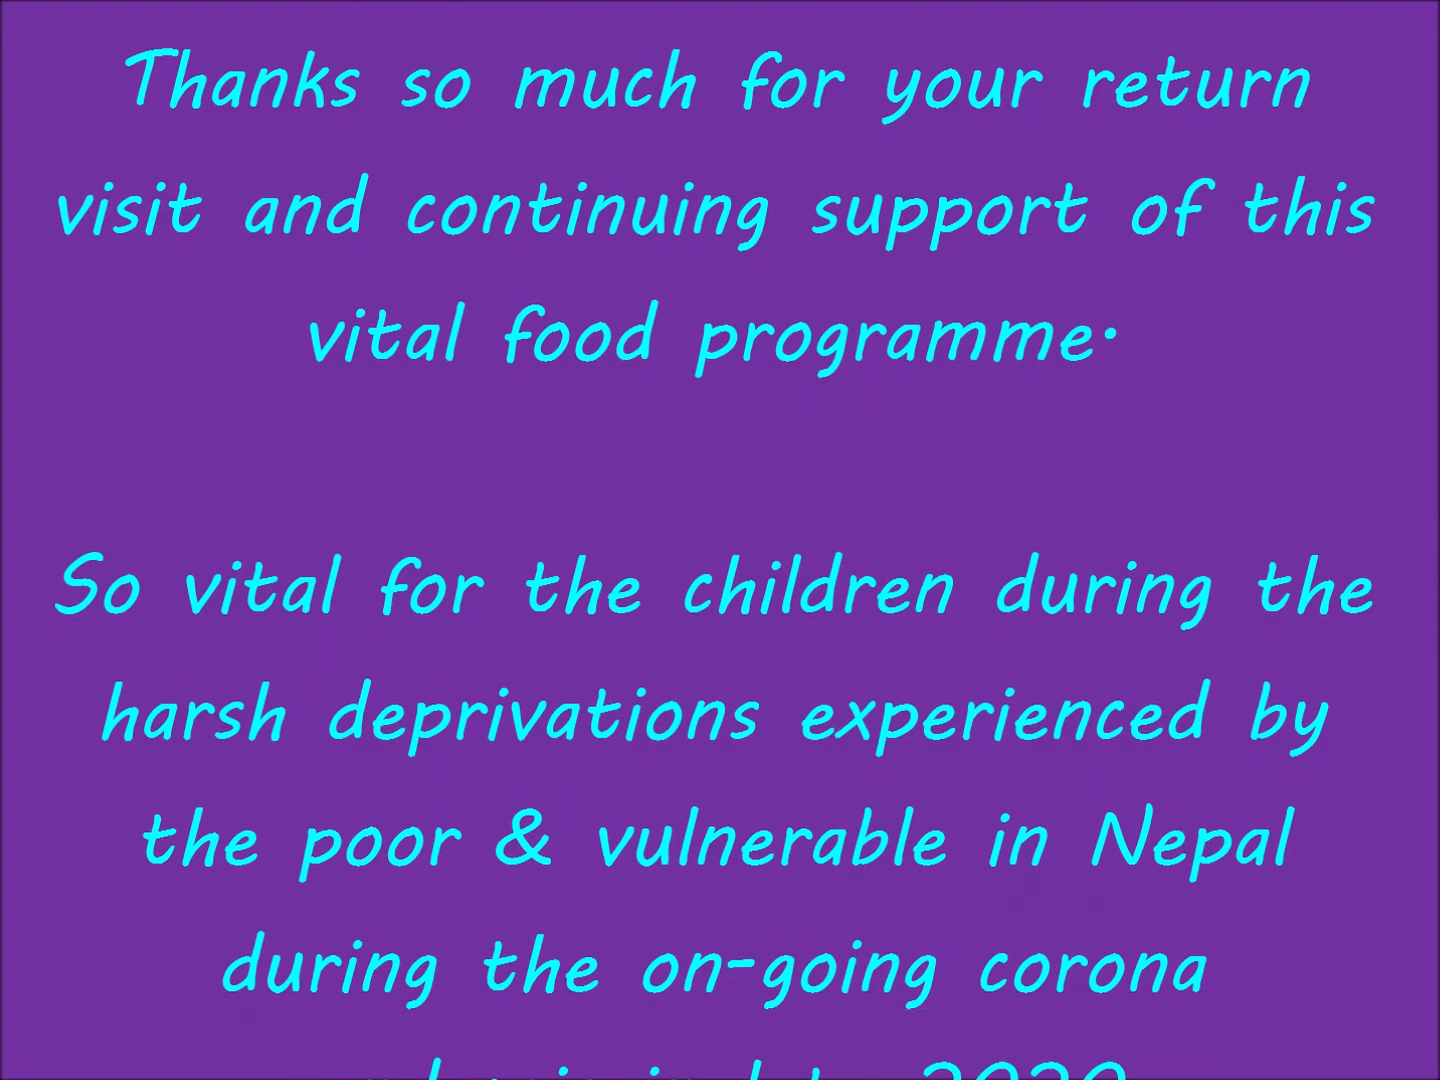 Thanks so much for your return
visit and continuing support of this
vital food programme.
So vital for the children during the
harsh deprivations experienced by
the poor & vulnerable in Nepal
during the on-going corona
2020